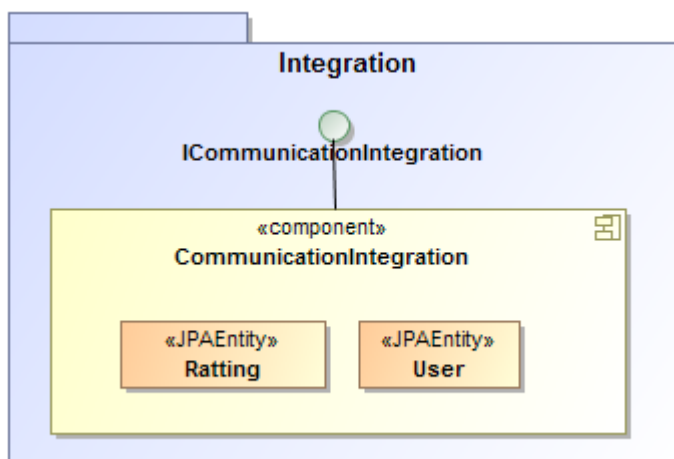 Integration
ICommunicationIntegration
«component»
CommunicationIntegration
«JPAEntity» «JPAEntity»
Ratting User